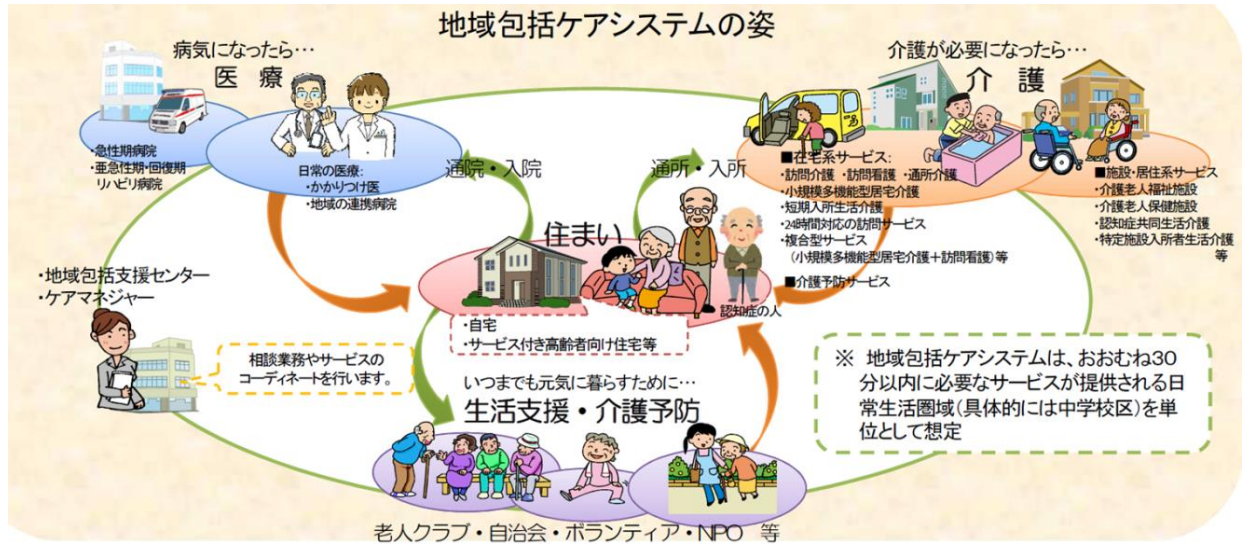 地域包括ケアシステムの姿
病気になったら…
医 療
・急性期病院
・亜急性期・回復期
リハビリ病院
日常の医療:
・かかりつけ医
・地域の連携病院
通院・入院
通所・入所
介護が必要になったら…
介 護
■在宅系サービス:
・訪問介護 ・訪問看護 ・通所介護
・小規模多機能型居宅介護
・短期入所生活介護
・24時間対応の訪問サービス
・複合型サービス
(小規模多機能型居宅介護+訪問看護)等
■介護予防サービス
■施設・居住系サービス
・介護老人福祉施設
・介護老人保健施設
・認知症共同生活介護
・特定施設入所者生活介護
等
住まい
認知症の人
・自宅
・サービス付き高齢者向け住宅等
・地域包括支援センター
・ケアマネジャー
相談業務やサービスの
コーディネートを行います。
いつまでも元気に暮らすために…
生活支援・介護予防
老人クラブ・自治会・ボランティア・NPO 等
※ 地域包括ケアシステムは、おおむね30
分以内に必要なサービスが提供される日
常生活圏域(具体的には中学校区)を単
位として想定